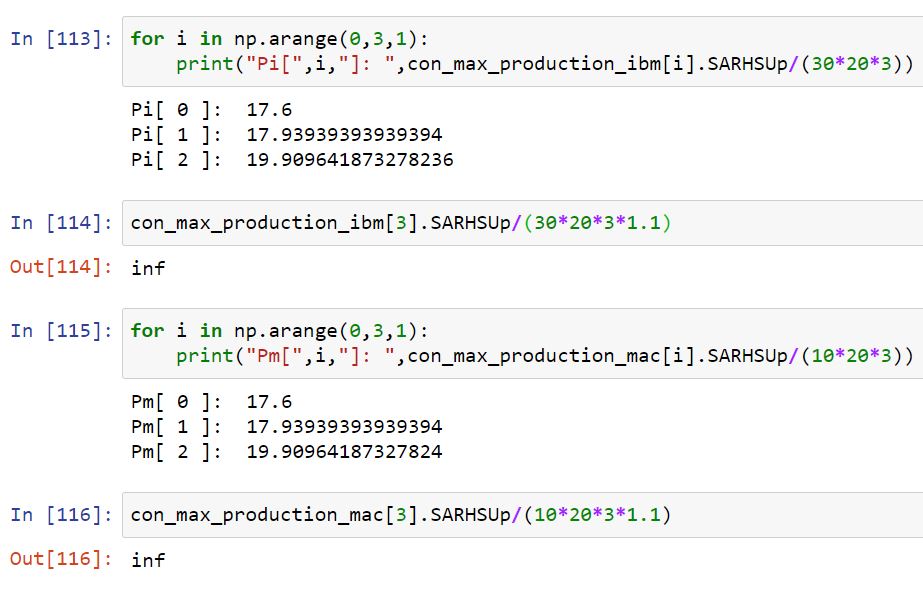 In [113]: for i in np.arange(0,3,1):
    print("Pi[",i,"]: ",con_max_production_ibm[i].SARHSUp/(30*20*3))
Pi[ 0 ]:  17.6
Pi[ 1 ]:  17.93939393939394
Pi[ 2 ]:  19.909641873278236
In [114]: con_max_production_ibm[3].SARHSUp/(30*20*3*1.1)
Out[114]: inf
In [115]: for i in np.arange(0,3,1):
    print("Pm[",i,"]: ",con_max_production_mac[i].SARHSUp/(10*20*3))
Pm[ 0 ]:  17.6
Pm[ 1 ]:  17.93939393939394
Pm[ 2 ]:  19.90964187327824
In [116]: con_max_production_mac[3].SARHSUp/(10*20*3*1.1)
Out[116]: inf